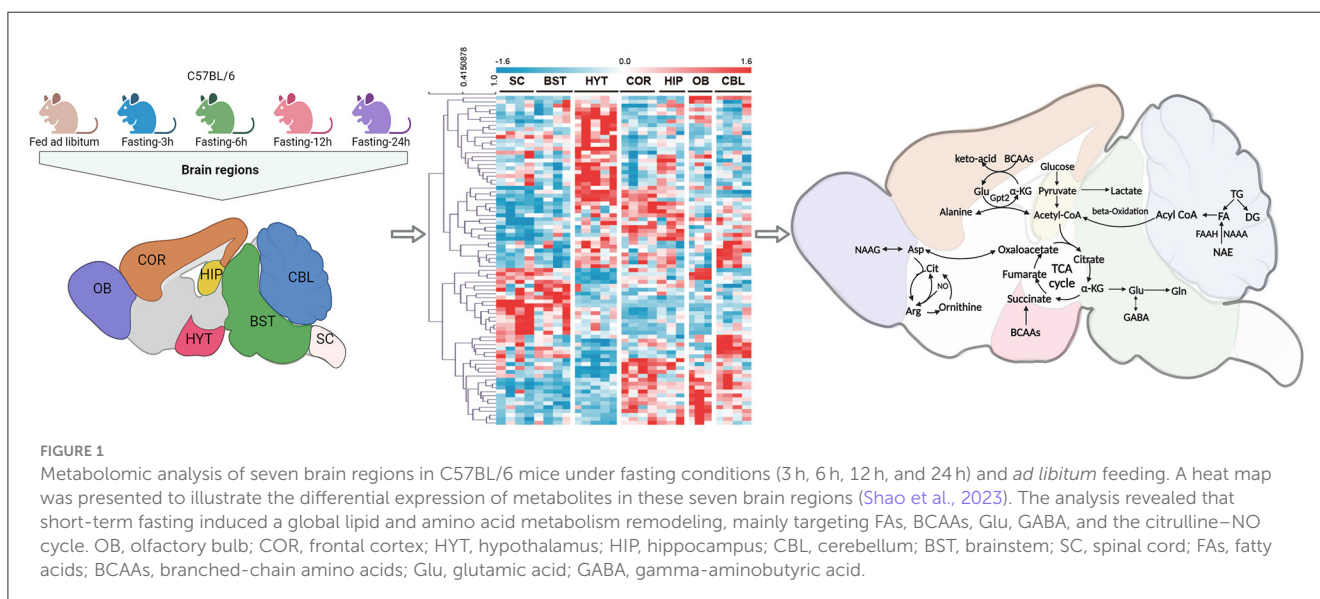 C57BL/6
Fed ad libitum
Fasting-3h
Fasting-6h
Fasting-12h
Fasting-24h
Brain regions
OB
COR
HIP
CBL
HYT
BST
SC
0.4150878
1.0
-1.6
0.0
1.6
SC BST HYT COR HIP OB CBL
keto-acid BCAAs
Glucose
Glu
Gpt2
α-KG
Pyruvate
Lactate
Alanine
Acetyl-CoA
beta-Oxidation
Acyl CoA
TG
FA
DG
FAAH
NAAA
NAE
NAAG
Asp
Oxaloacetate
Citrate
Cit
NO
Fumarate
TCA
cycle
α-KG
Glu
Gln
Arg
Ornithine
Succinate
GABA
BCAAs
FIGURE 1
Metabolomic analysis of seven brain regions in C57BL/6 mice under fasting conditions (3 h, 6 h, 12 h, and 24 h) and ad libitum feeding. A heat map
was presented to illustrate the differential expression of metabolites in these seven brain regions (Shao et al., 2023). The analysis revealed that
short-term fasting induced a global lipid and amino acid metabolism remodeling, mainly targeting FAs, BCAAs, Glu, GABA, and the citrulline–NO
cycle. OB, olfactory bulb; COR, frontal cortex; HYT, hypothalamus; HIP, hippocampus; CBL, cerebellum; BST, brainstem; SC, spinal cord; FAs, fatty
acids; BCAAs, branched-chain amino acids; Glu, glutamic acid; GABA, gamma-aminobutyric acid.